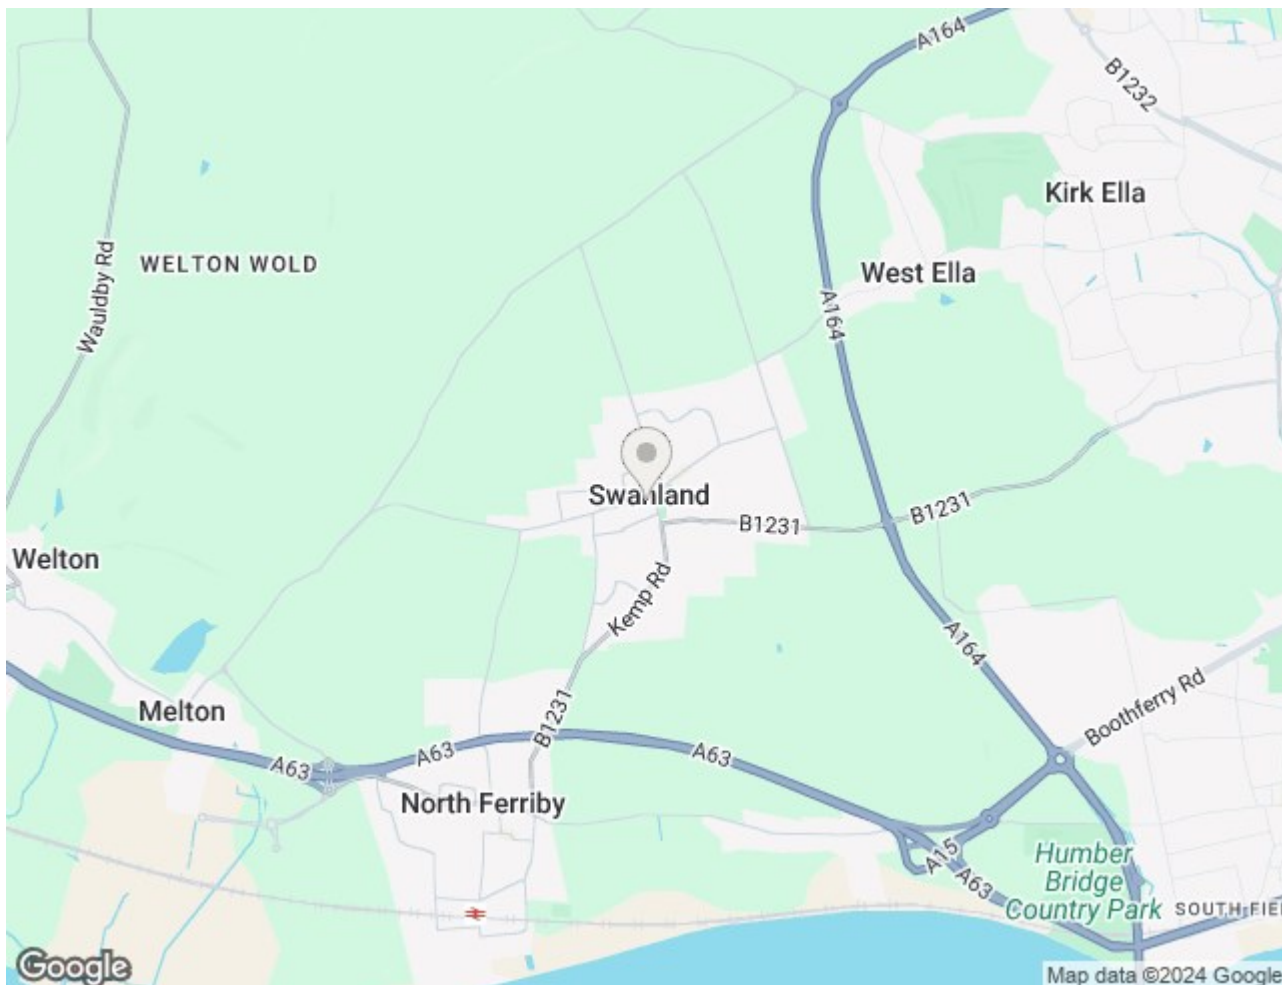 A164
B1232
Kirk Ella
Wauldby Rd
WELTON WOLD
West Ella
A164
Swanland
B1231
B1231
Welton
Kemp Rd
A164
Melton
B1231
Boothferry Rd
A63
A63
A63
North Ferriby
A15
A63
Humber
Bridge
Country Park
SOUTH FIEL
Google
Map data ©2024 Google